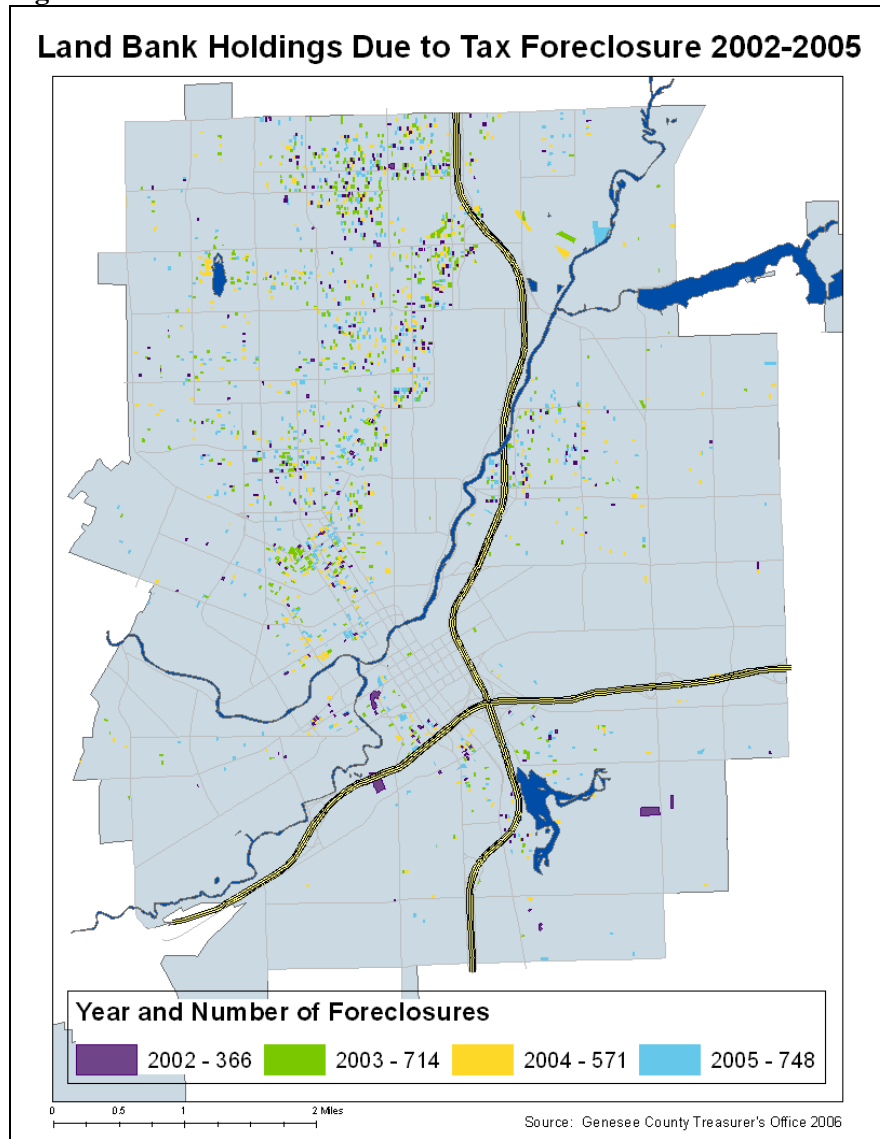 Land Bank Holdings Due to Tax Foreclosure 2002-2005
Year and Number of Foreclosures
2002 - 366 2003 - 714 2004 - 571 2005 - 748
0 0.5 1 2 Miles
Source: Genesee County Treasurer's Office 2006